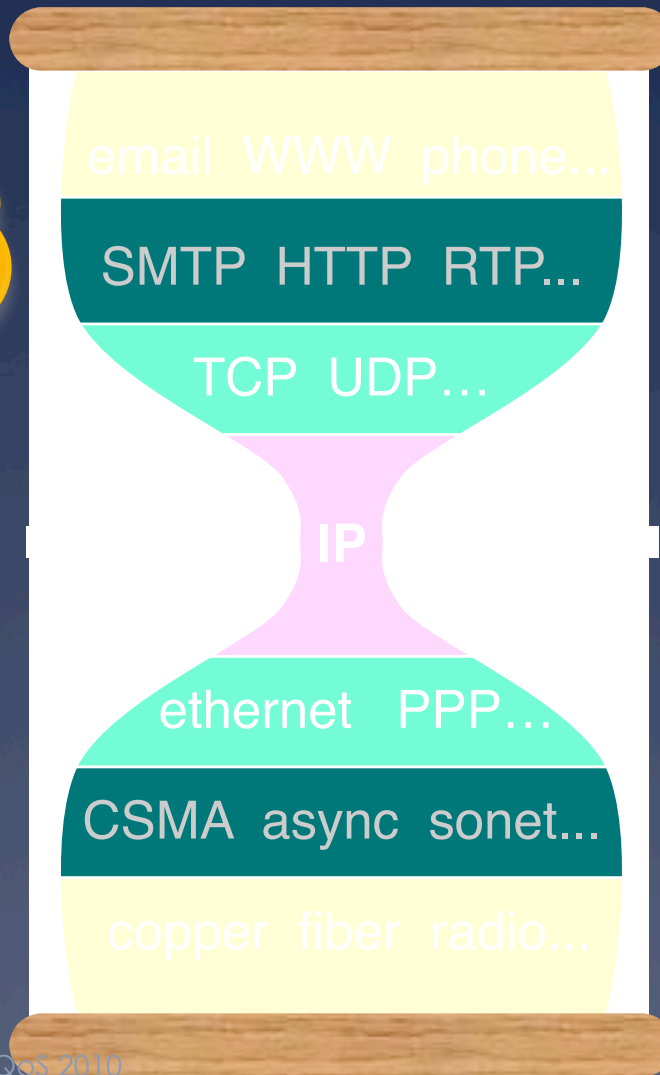 email WWW phone...
SMTP HTTP RTP...
TCP UDP…
IP
ethernet PPP…
CSMA async sonet...
copper fiber radio...
QoS 2010